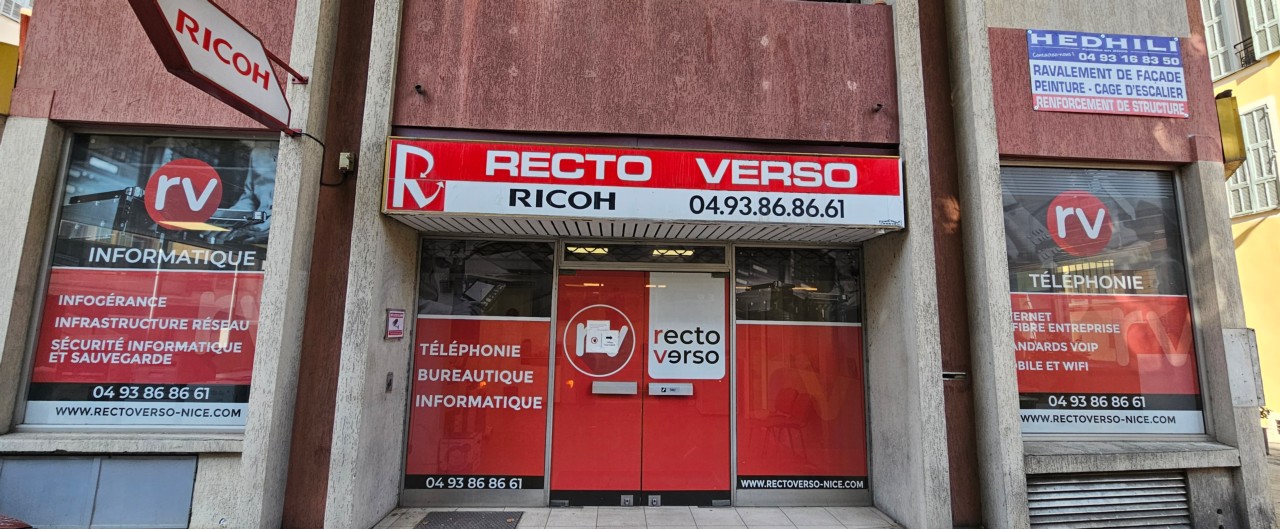 RICOH
rv
INFORMATIQUE
INFOGÉRANCE
INFRASTRUCTURE RÉSEAU
SÉCURITÉ INFORMATIQUE
ET SAUVEGARDE
04 93 86 86 61
WWW.RECTOVERSO-NICE.COM
RECTO VERSO
RICOH 04.93.86.86.61
TÉLÉPHONIE
BUREAUTIQUE
INFORMATIQUE
04 93 86 86 61
recto
verso
WWW.RECTOVERSO-NICE.COM
HED'HILI
04 93 16 83 50
RAVALEMENT DE FAÇADE
PEINTURE - CAGE D'ESCALIER
RENFORCEMENT DE STRUCTURE
rv
TÉLÉPHONIE
FIBRE ENTREPRISE
VOIP
ET WIFI
04 93 86 86 61
WWW.RECTOVERSO-NICE.COM